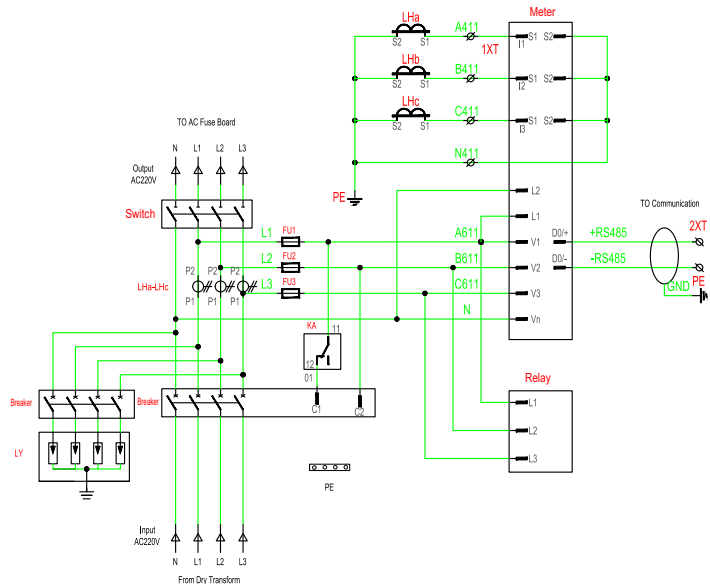 Meter
LHa
A411
S2 S1
1XT
I1
S1 S2
LHb
B411
S2 S1
I2
S1 S2
LHc
C411
S2 S1
I3
S1 S2
TO AC Fuse Board
N411
N L1 L2 L3
Output
AC220V
PE
L2
TO Communication
Switch
L1
L1 FU1 A611 V1 D0/+ +RS485 2XT
L2 FU2 B611 V2 D0/- -RS485
PE
P2 P2 P2
LHa-LHc
L3 FU3 C611 V3 GND
P1 P1 P1
N Vn
KA 11
12
01
Relay
Breaker Breaker
C1 C2
L1
L2
LY
L3
PE
Input
AC220V
N L1 L2 L3
From Dry Transform